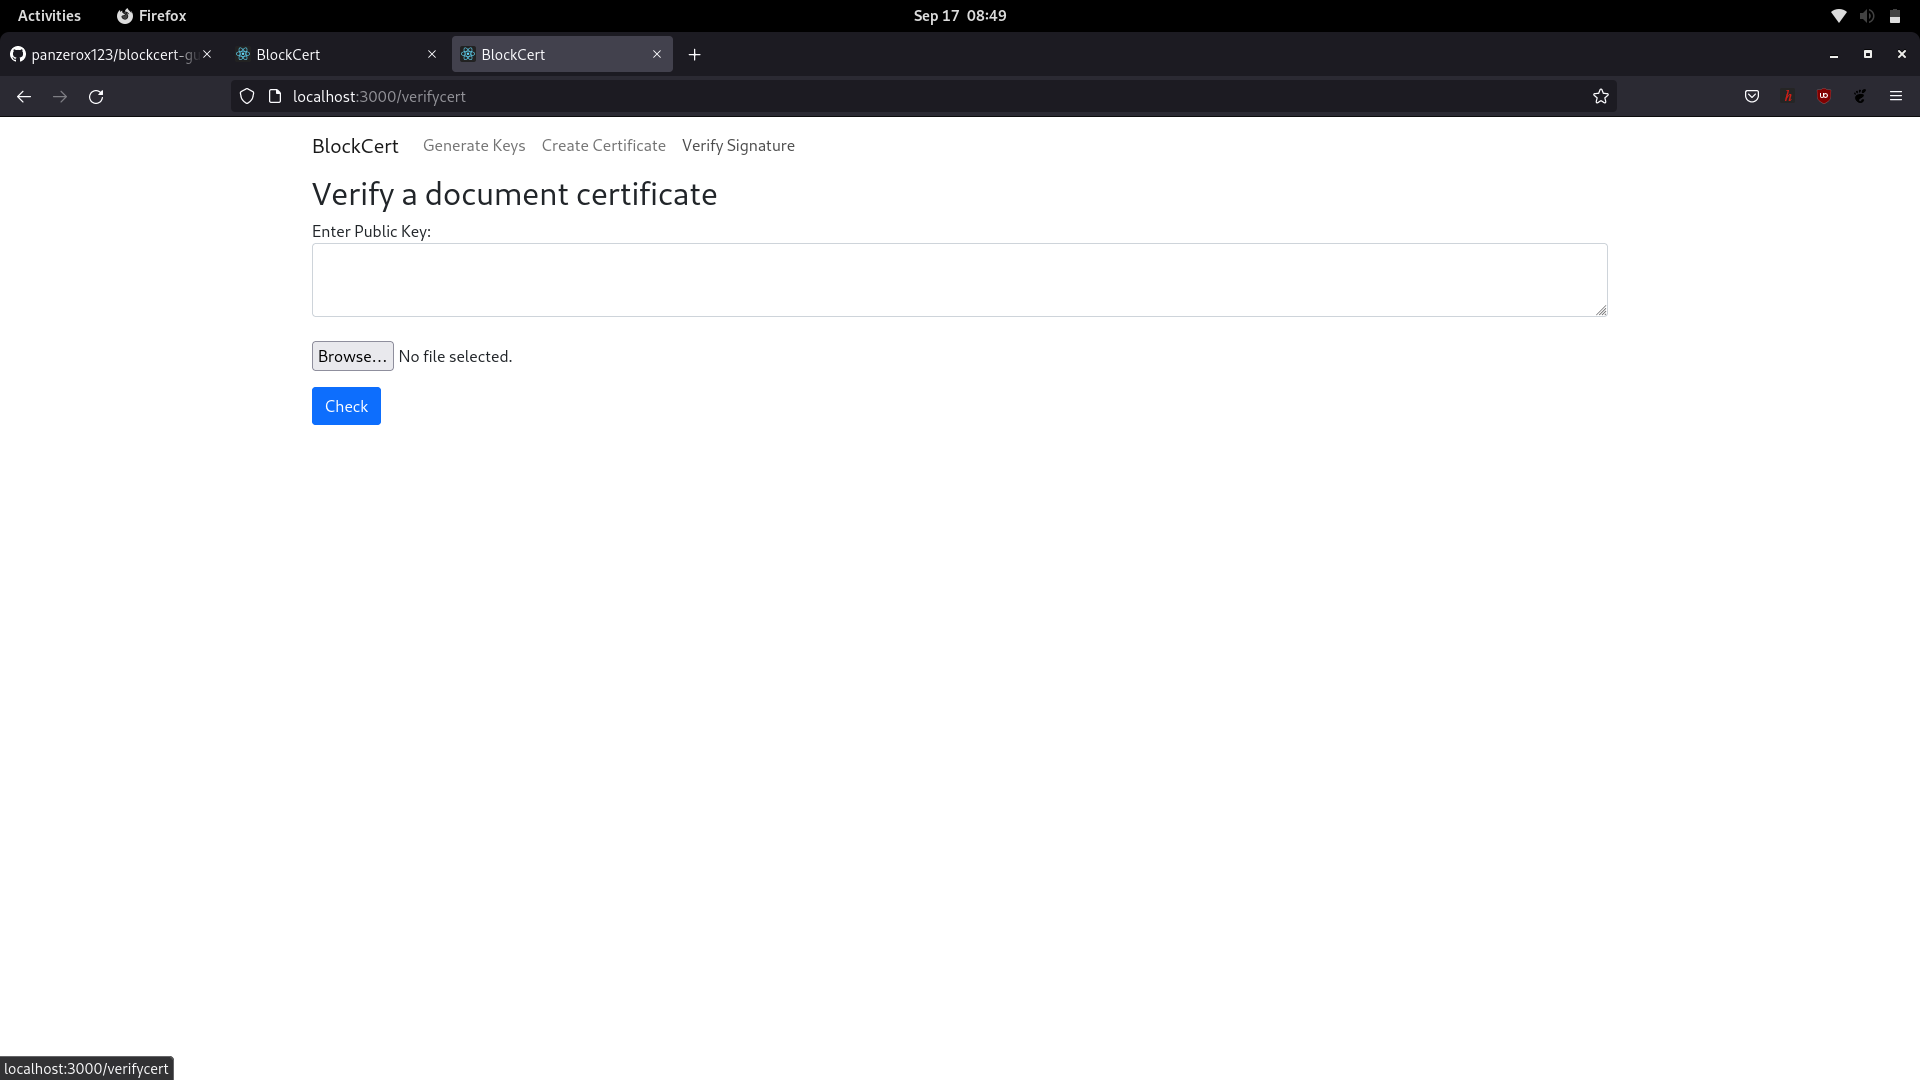 Activities
Firefox
Sep 17 08:49
panzerox123/blockcert-gu
BlockCert
BlockCert
localhost:3000/verifycert
BlockCert
Generate Keys
Create Certificate
Verify Signature
Verify a document certificate
Enter Public Key:
Browse...
No file selected.
Check
localhost:3000/verifycert